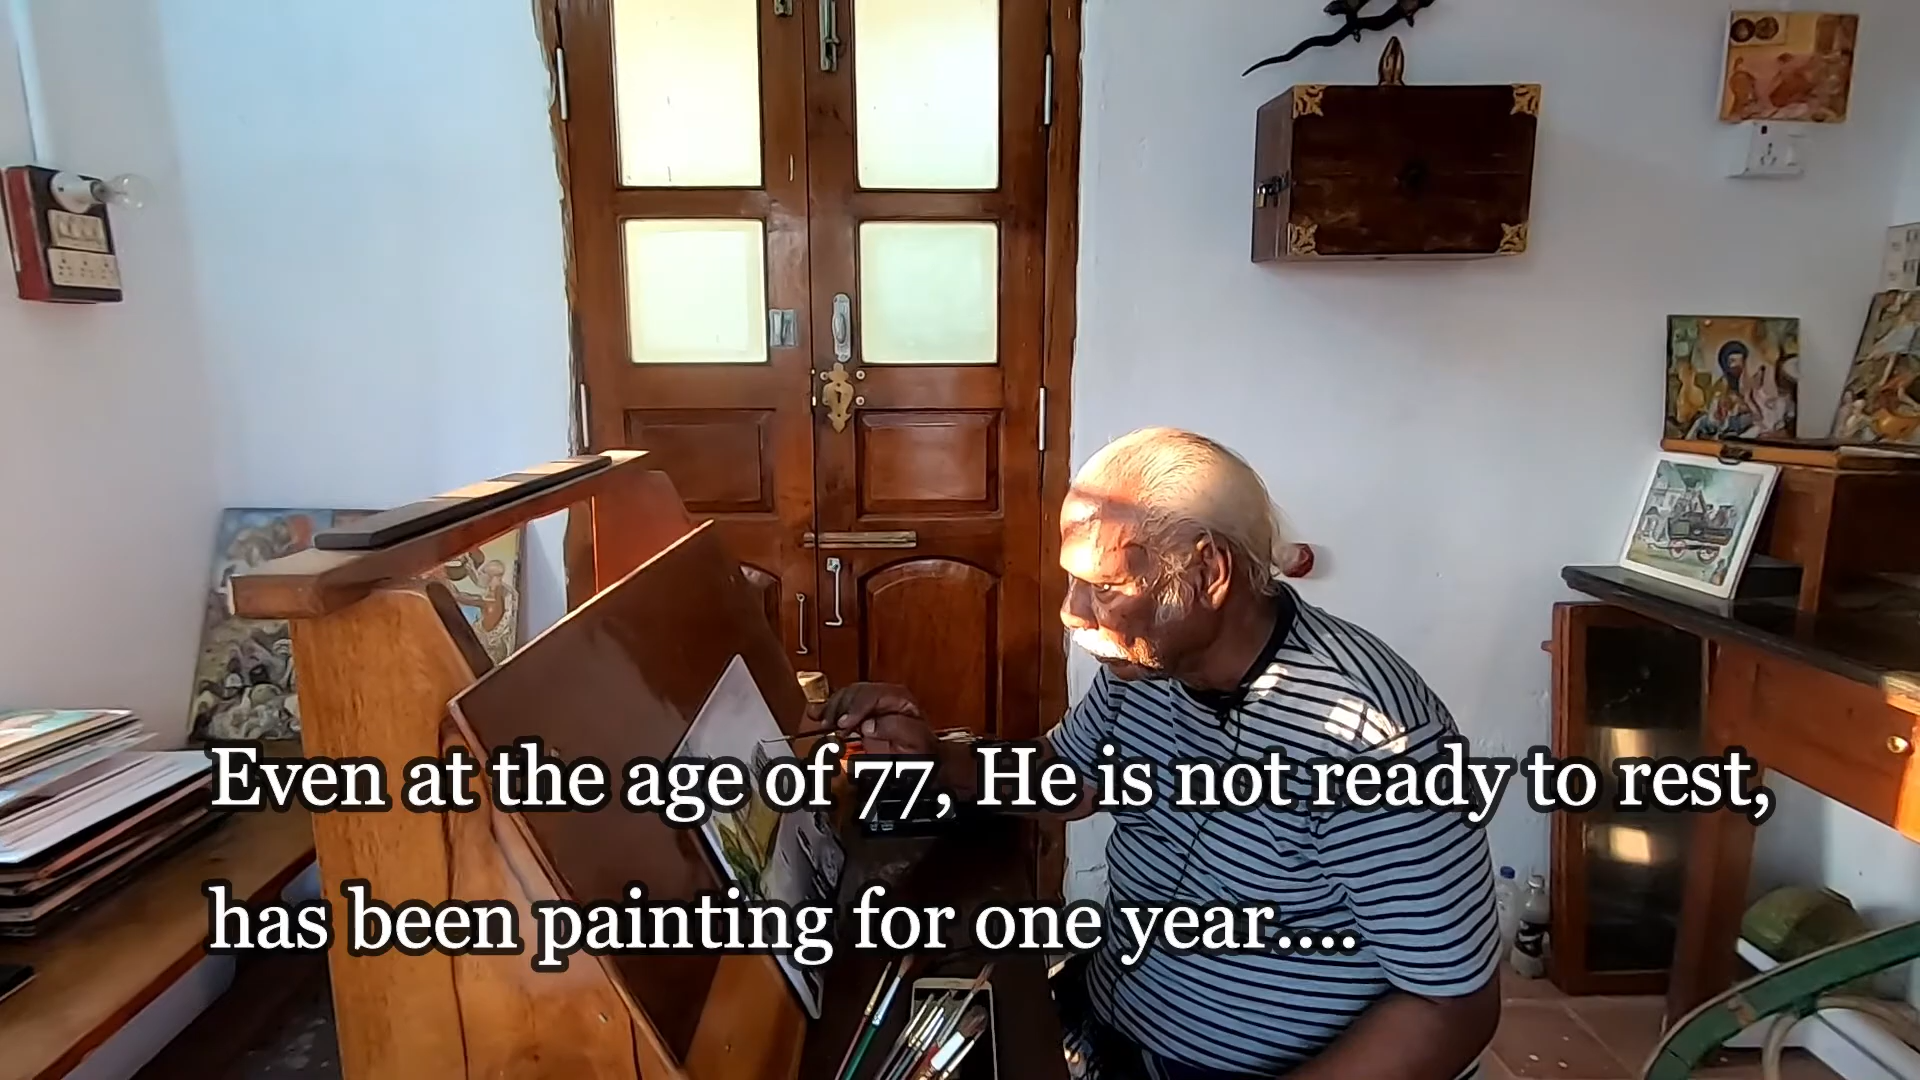 Even at the age of 77, He is not ready to rest,
has been painting for one year....